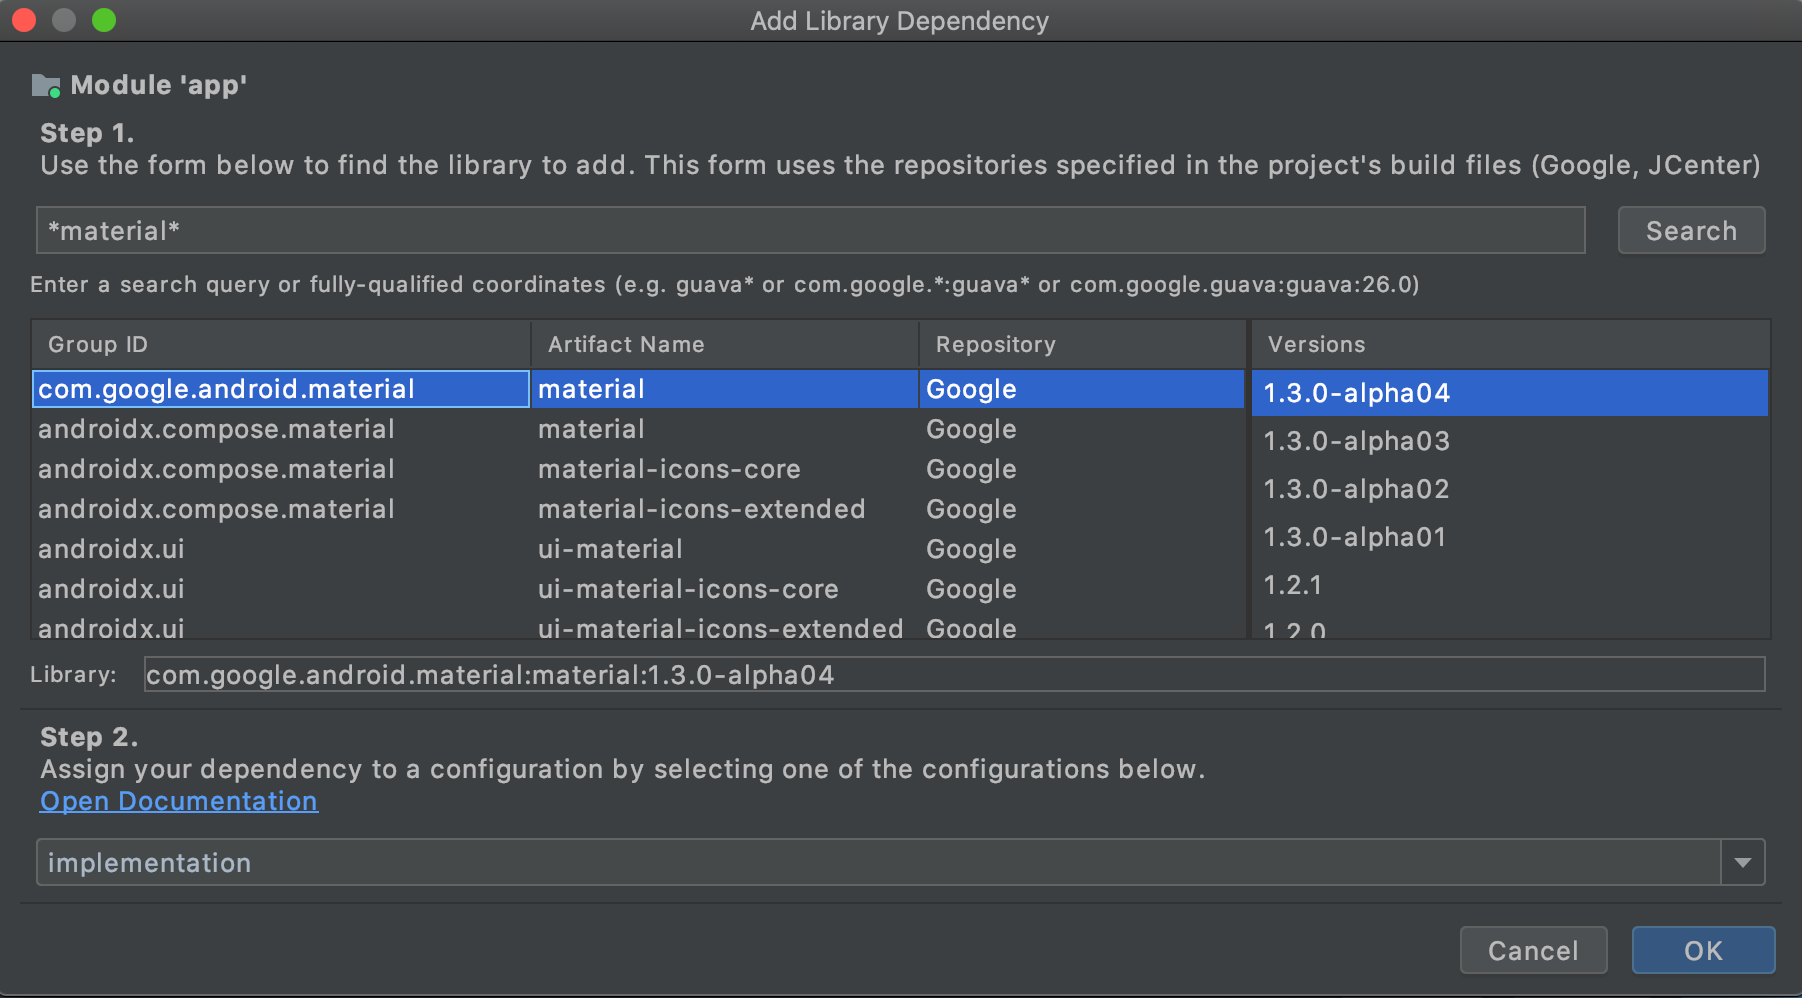 Add Library Dependency
Module 'app'
Step 1.
Use the form below to find the library to add. This form uses the repositories specified in the project's build files (Google, JCenter)
*material* Search
Enter a search query or fully-qualified coordinates (e.g. guava* or com.google.*:guava* or com.google.guava:guava:26.0)
Group ID Artifact Name Repository Versions
com.google.android.material material Google 1.3.0-alpha04
androidx.compose.material material Google 1.3.0-alpha03
androidx.compose.material material-icons-core Google 1.3.0-alpha02
androidx.compose.material material-icons-extended Google 1.3.0-alpha01
androidx.ui ui-material Google 1.2.1
androidx.ui ui-material-icons-core Google
androidx.ui ui-material-icons-extended Google 1.2.0
Library: com.google.android.material:material:1.3.0-alpha04
Step 2.
Assign your dependency to a configuration by selecting one of the configurations below.
Open Documentation
implementation
Cancel OK